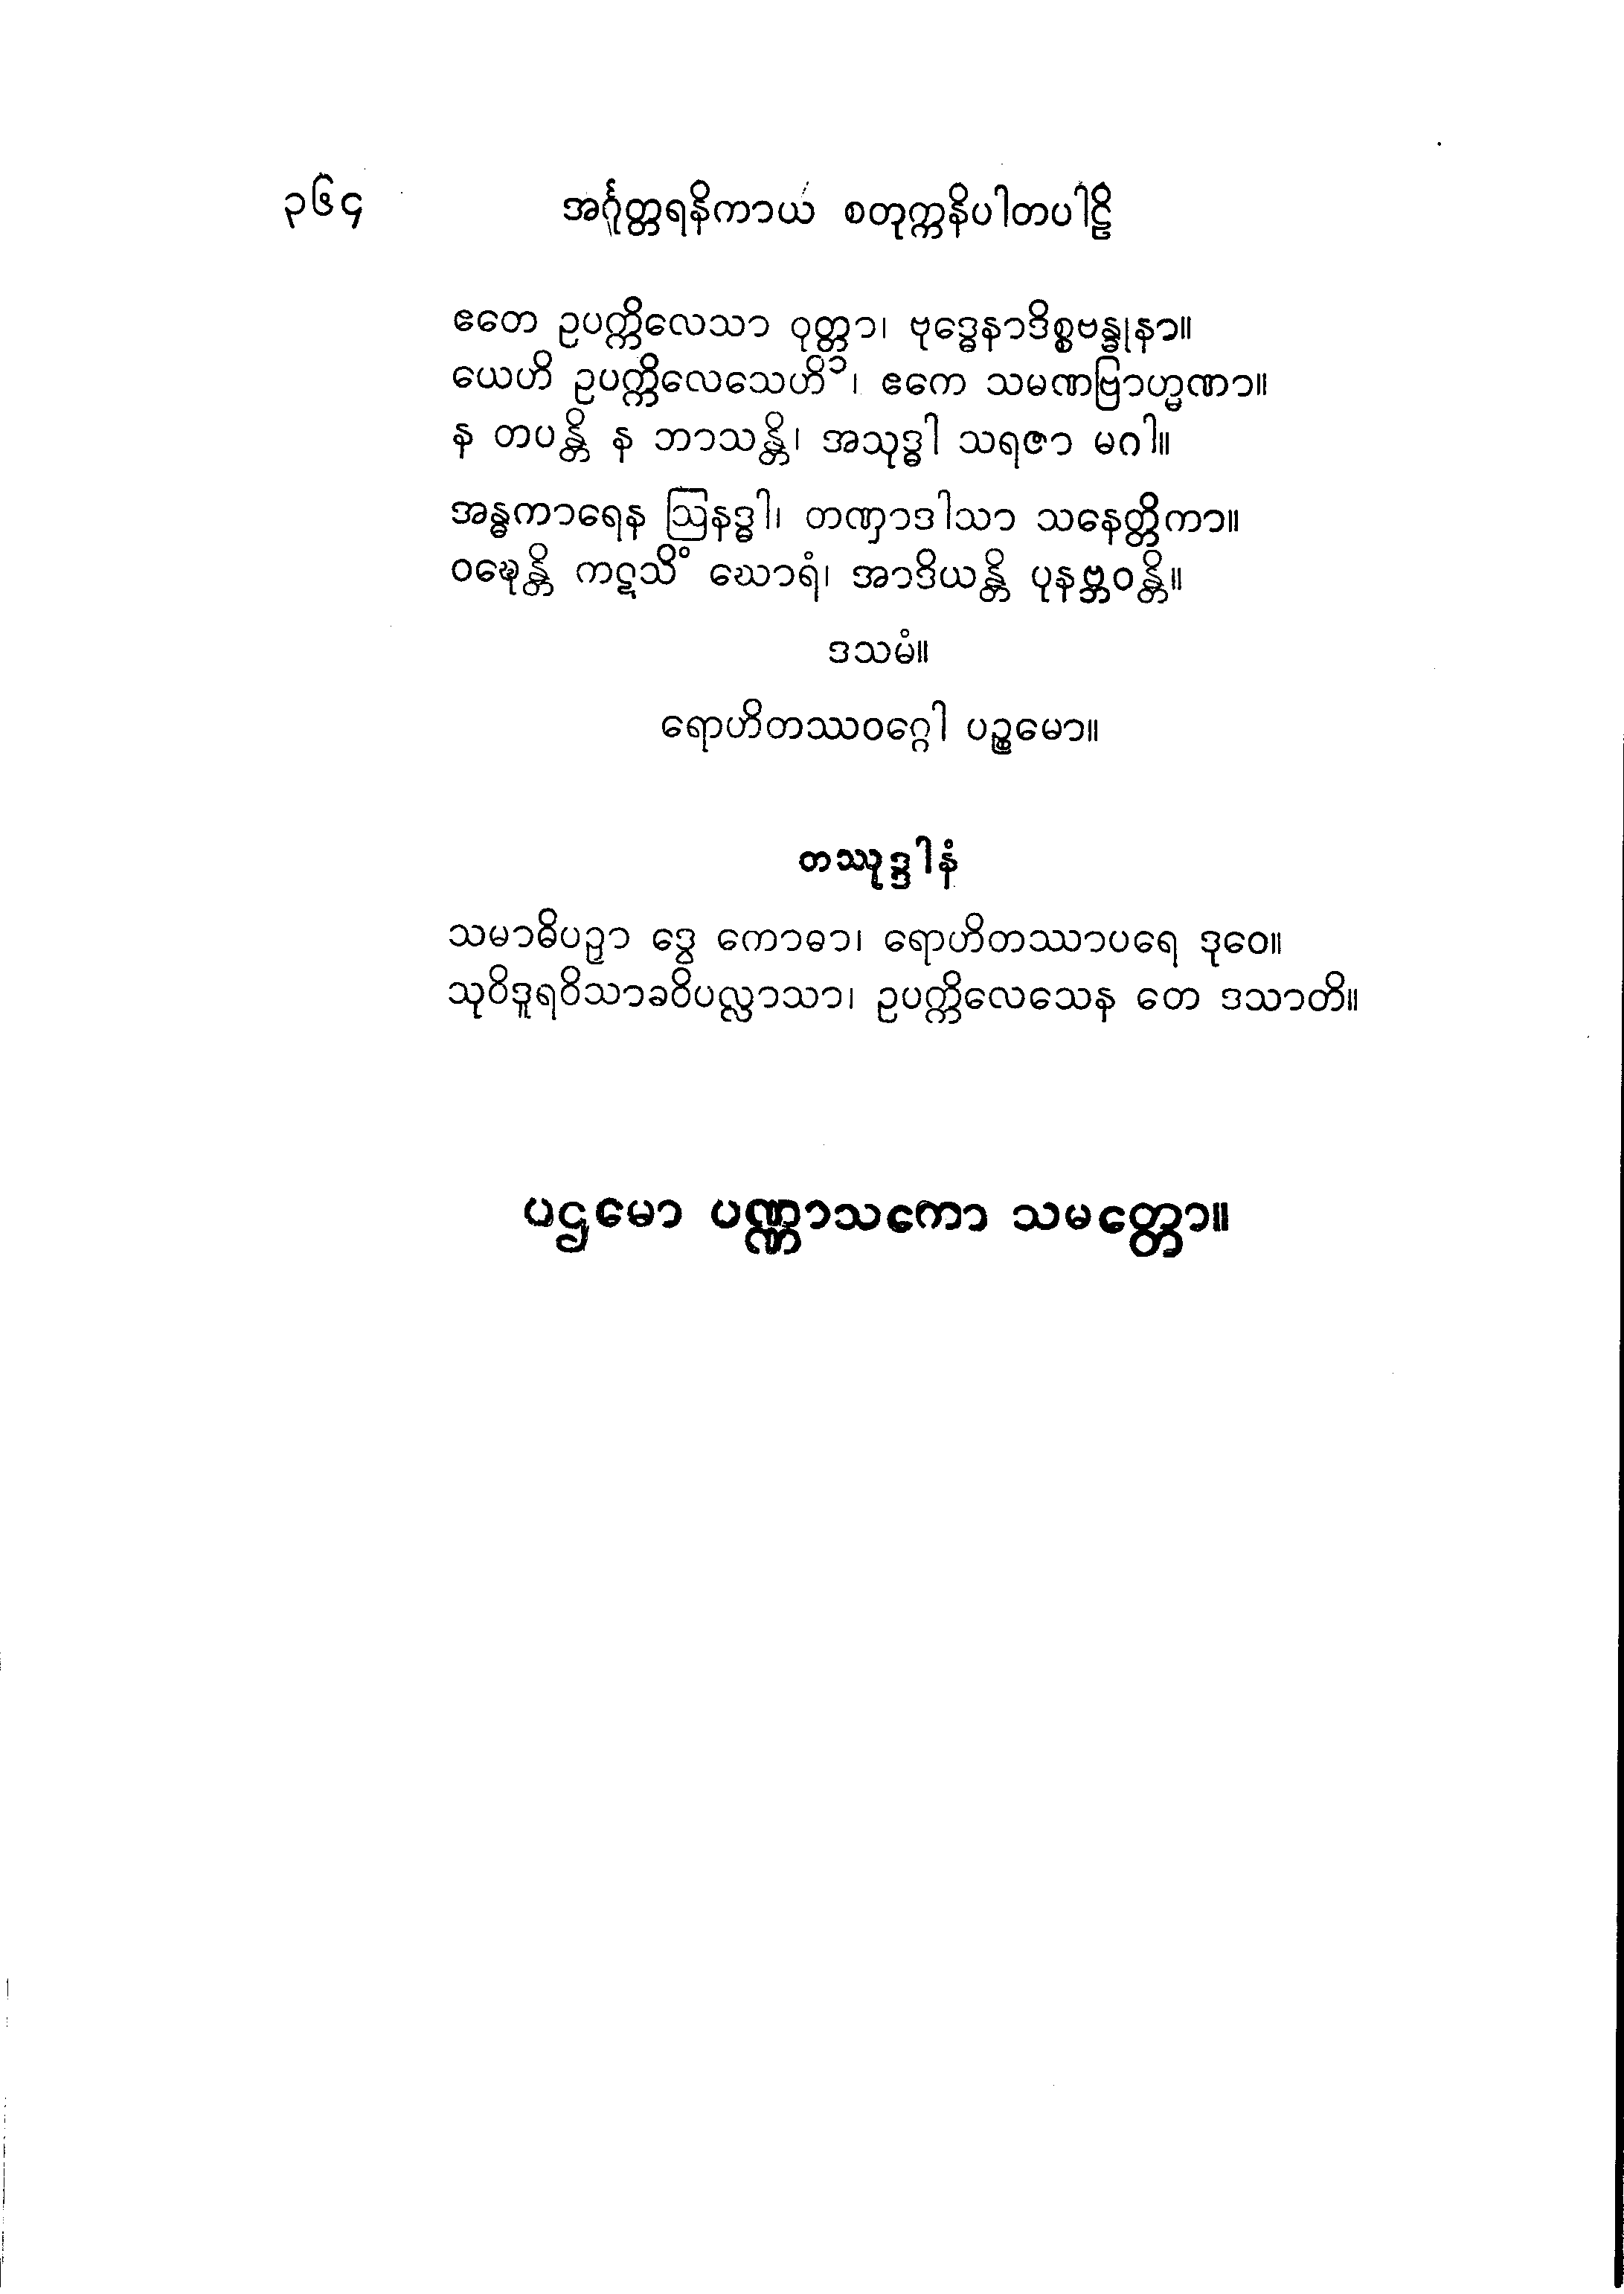 ၃၆၄ အင်္ဂုတ္တရနိကာယ် စတုက္ကနိပါတပါဠိ
ဧတေ ဥပက္ကိလေသာ ဝုတ္တာ၊ ဗုဒ္ဓေနာဒိစ္စဗန္ဓုနာ။
ယေဟိ ဥပက္ကိလေသေဟိ၁၊ ဧကေ သမဏဗြာဟ္မဏာ။
န တပန္တိ န ဘာသန္တိ၊ အသုဒ္ဓါ သရဇာ မဂါ။
အန္ဓကာရေန ဩနဒ္ဓါ၊ တဏှာဒါသာ သနေတ္တိကာ။
ဝဍ္ဎေန္တိ ကဋသိံ ဃောရံ၊ အာဒိယန္တိ ပုနဗ္ဘဝန္တိ။
ဒသမံ။
ရောဟိတဿဝဂ္ဂေါ ပဉ္စမော။
တဿုဒ္ဒါနံ
သမာဓိပဉှာ ဒွေ ကောဓာ၊ ရောဟိတဿာပရေ ဒုဝေ။
သုဝိဒူရဝိသာခဝိပလ္လာသာ၊ ဥပက္ကိလေသေန တေ ဒသာတိ။
ပဌမော ပဏ္ဏာသကော သမတ္တော။